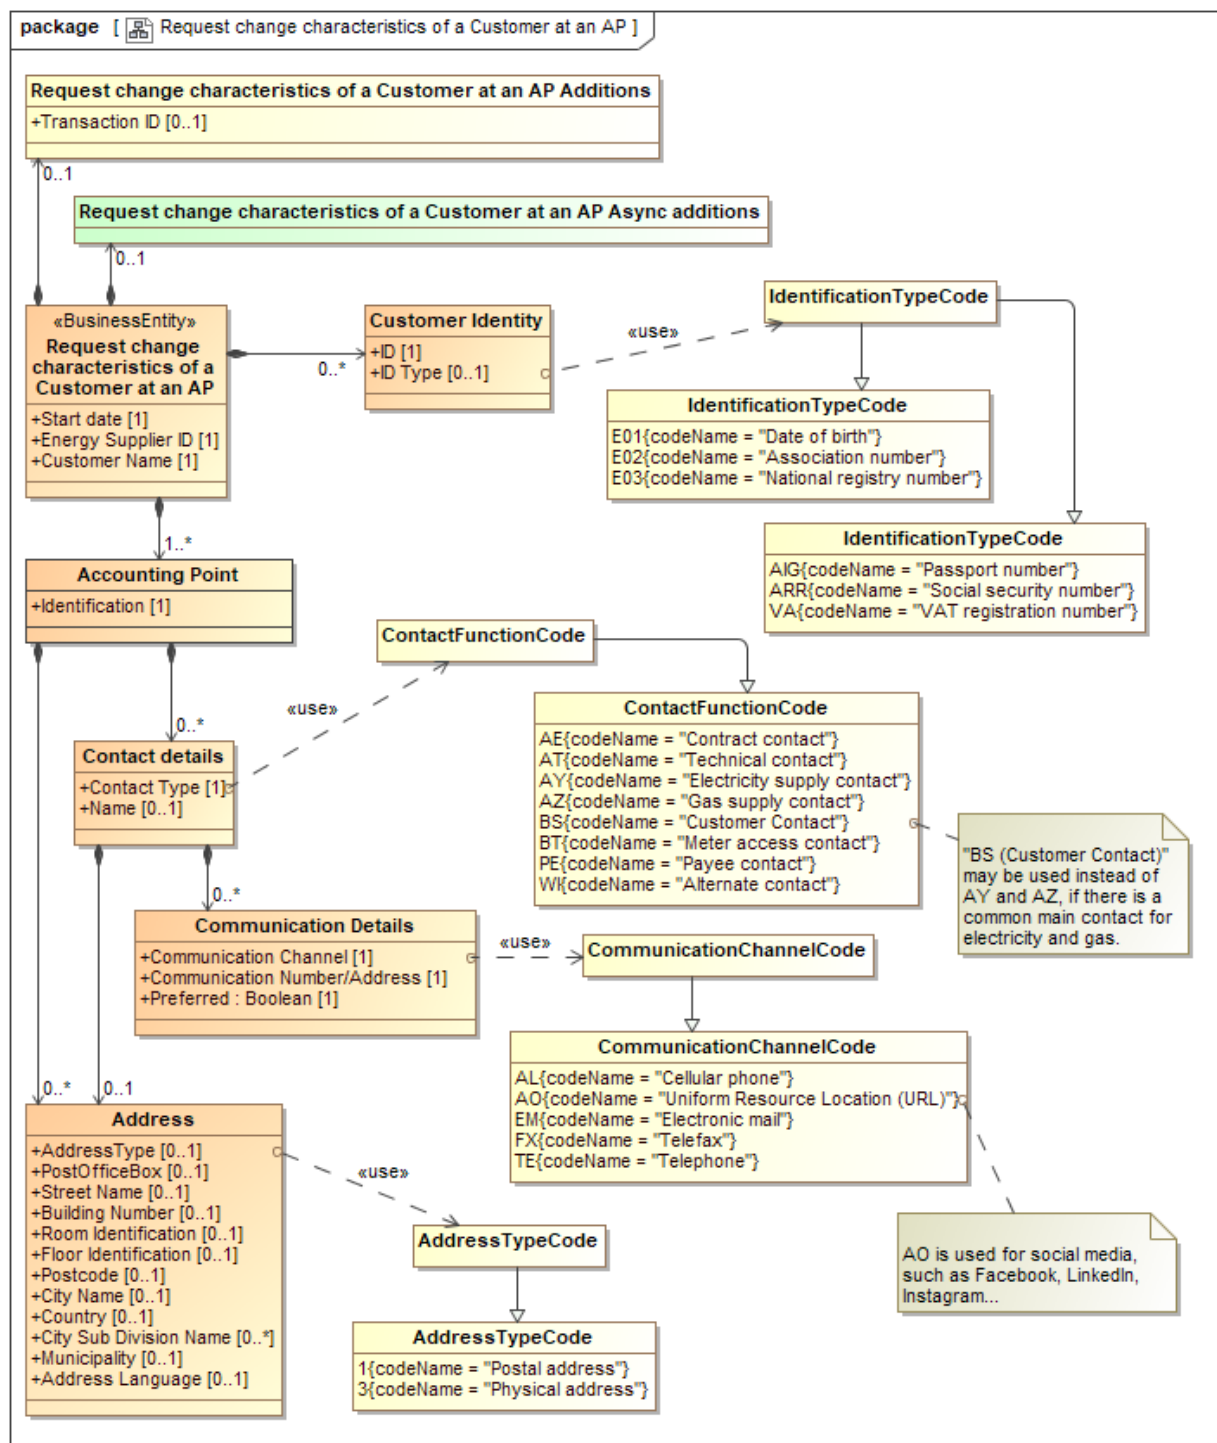 package [ Request change characteristics of a Customer at an AP ]
Request change characteristics of a Customer at an AP Additions
+Transaction ID [0..1]
0..1
Request change characteristics of a Customer at an AP Async additions
0..1
«BusinessEntity»
Request change
characteristics of a
Customer at an AP
+Start date [1]
+Energy Supplier ID [1]
+Customer Name [1]
0..*
Customer Identity
+ID [1]
+ID Type [0..1]
«use»
IdentificationTypeCode
IdentificationTypeCode
E01{codeName = "Date of birth"}
E02{codeName = "Association number"}
E03{codeName = "National registry number"}
IdentificationTypeCode
AIG{codeName = "Passport number"}
ARR{codeName = "Social security number"}
VA{codeName = "VAT registration number"}
1..*
Accounting Point
+Identification [1]
0..*
Contact details
+Contact Type [1]
+Name [0..1]
«use»
ContactFunctionCode
ContactFunctionCode
AE{codeName = "Contract contact"}
AT{codeName = "Technical contact"}
AY{codeName = "Electricity supply contact"}
AZ{codeName = "Gas supply contact"}
BS{codeName = "Customer Contact"}
BT{codeName = "Meter access contact"}
PE{codeName = "Payee contact"}
WI{codeName = "Alternate contact"}
"BS (Customer Contact)"
may be used instead of
AY and AZ, if there is a
common main contact for
electricity and gas.
0..*
Communication Details
+Communication Channel [1]
+Communication Number/Address [1]
+Preferred : Boolean [1]
«use»
CommunicationChannelCode
CommunicationChannelCode
AL{codeName = "Cellular phone"}
AO{codeName = "Uniform Resource Location (URL)"}
EM{codeName = "Electronic mail"}
FX{codeName = "Telefax"}
TE{codeName = "Telephone"}
AO is used for social media,
such as Facebook, LinkedIn,
Instagram...
0..*
0..1
Address
+AddressType [0..1]
+PostOfficeBox [0..1]
+Street Name [0..1]
+Building Number [0..1]
+Room Identification [0..1]
+Floor Identification [0..1]
+Postcode [0..1]
+City Name [0..1]
+Country [0..1]
+City Sub Division Name [0..*]
+Municipality [0..1]
+Address Language [0..1]
«use»
AddressTypeCode
AddressTypeCode
1{codeName = "Postal address"}
3{codeName = "Physical address"}